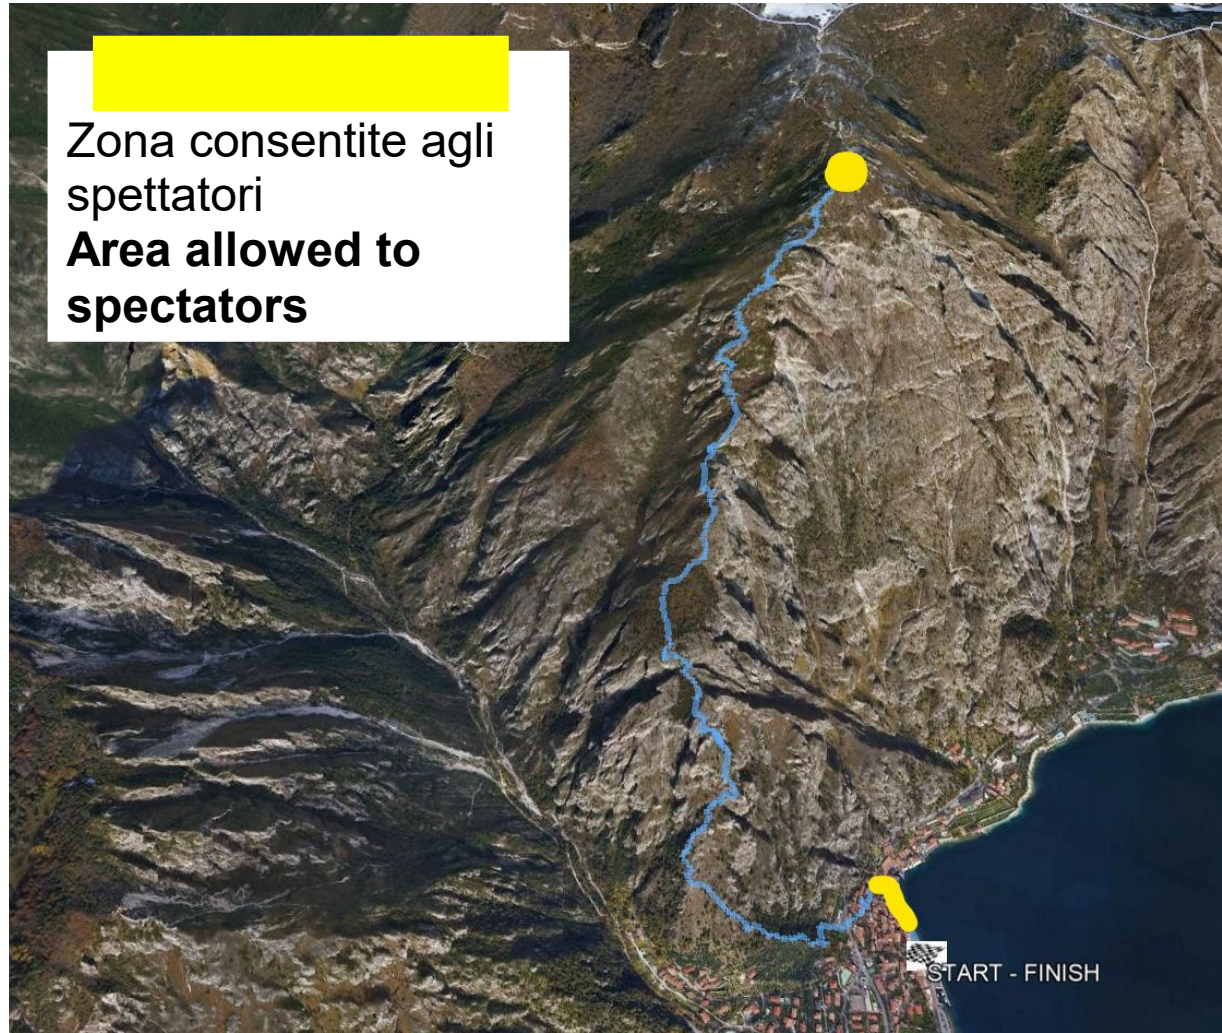 Zona consentite agli
spettatori
Area allowed to
spectators
START - FINISH